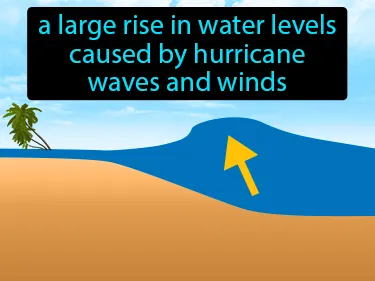 a large rise in water levels
caused by hurricane
waves and winds